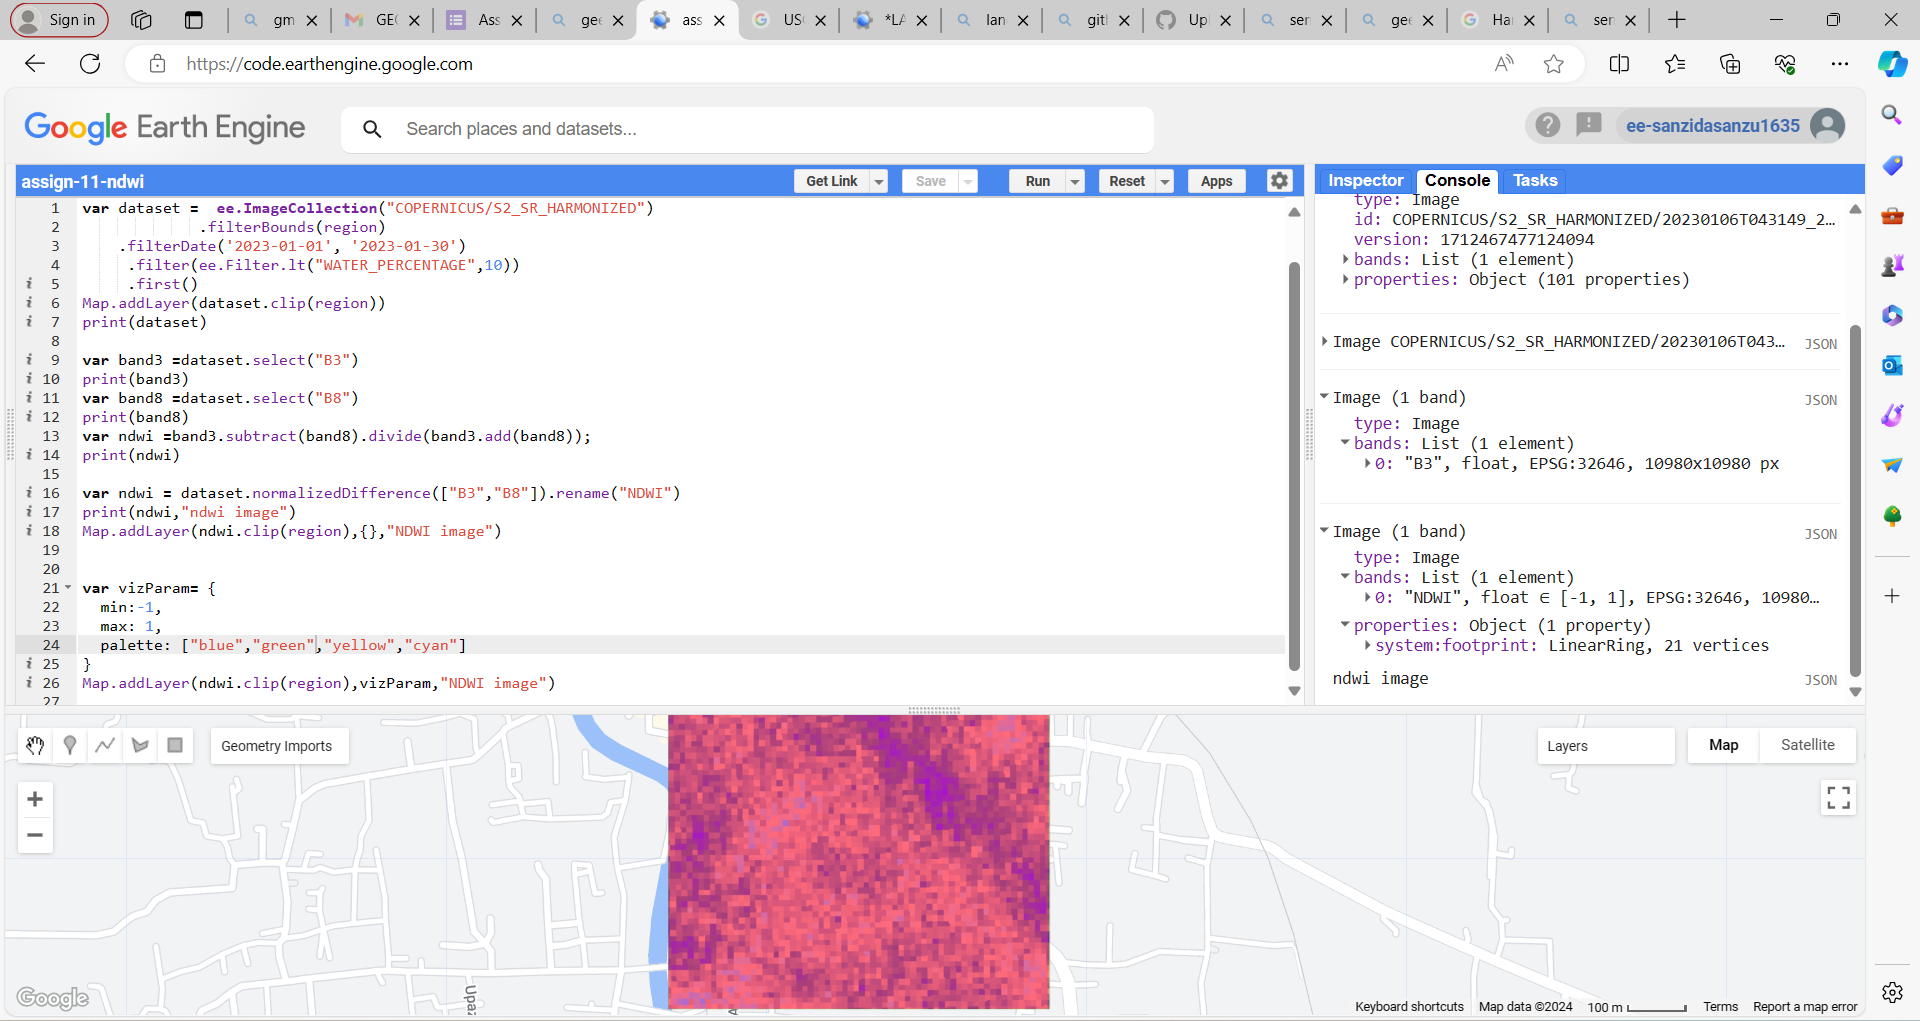 Sign in
gm
GEC
Ass
gee
ass
USC
*LA
lan
gitl
Upl
sen
gee
Har
sen
https://code.earthengine.google.com
Google Earth Engine
Search places and datasets...
ee-sanzidasanzu1635
assign-11-ndwi
Get Link
Save
Run
Reset
Apps
Inspector
Console
Tasks
1 var dataset = ee.ImageCollection("COPERNICUS/S2_SR_HARMONIZED")
2 .filterBounds(region)
3 .filterDate('2023-01-01', '2023-01-30')
4 .filter(ee.Filter.lt("WATER_PERCENTAGE",10))
5 .first()
6 Map.addLayer(dataset.clip(region))
7 print(dataset)
8
9 var band3 =dataset.select("B3")
10 print(band3)
11 var band8 =dataset.select("B8")
12 print(band8)
13 var ndwi =band3.subtract(band8).divide(band3.add(band8));
14 print(ndwi)
15
16 var ndwi = dataset.normalizedDifference(["B3","B8"]).rename("NDWI")
17 print(ndwi,"ndwi image")
18 Map.addLayer(ndwi.clip(region),{},"NDWI image")
19
20
21 var vizParam= {
22 min:-1,
23 max: 1,
24 palette: ["blue","green","yellow","cyan"]
25 }
26 Map.addLayer(ndwi.clip(region),vizParam,"NDWI image")
27
type: Image
id: COPERNICUS/S2_SR_HARMONIZED/20230106T043149_2…
version: 1712467477124094
bands: List (1 element)
properties: Object (101 properties)
Image COPERNICUS/S2_SR_HARMONIZED/20230106T043… JSON
Image (1 band) JSON
type: Image
bands: List (1 element)
0: "B3", float, EPSG:32646, 10980x10980 px
Image (1 band) JSON
type: Image
bands: List (1 element)
0: "NDWI", float ∈ [-1, 1], EPSG:32646, 10980…
properties: Object (1 property)
system:footprint: LinearRing, 21 vertices
ndwi image JSON
Geometry Imports
Layers
Map
Satellite
Upaz
Google
Keyboard shortcuts
Map data ©2024
100 m
Terms
Report a map error